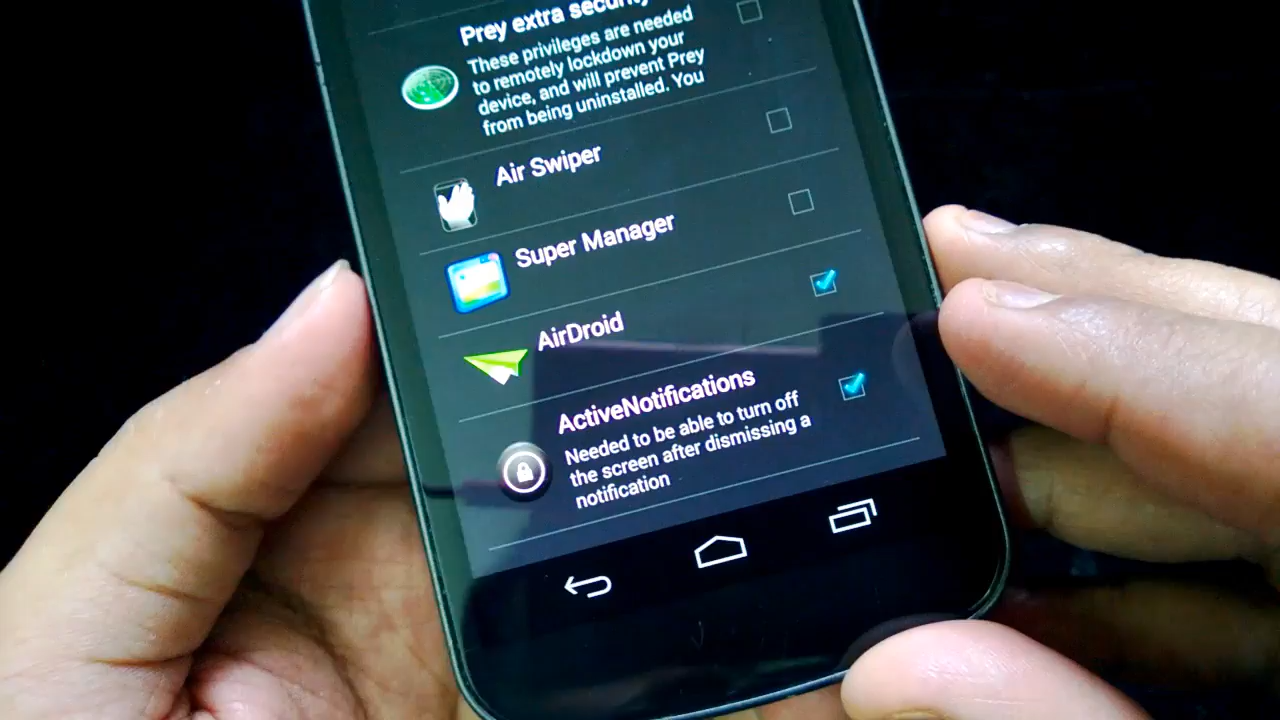 Prey extra security
These privileges are needed
to remotely lockdown your
device, and will prevent Prey
from being uninstalled. You
Air Swiper
Super Manager
AirDroid
ActiveNotifications
Needed to be able to turn off
the screen after dismissing a
notification